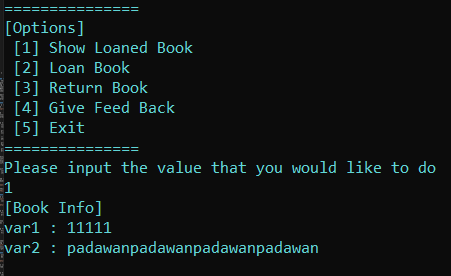 ===============
[Options]
[1] Show Loaned Book
[2] Loan Book
[3] Return Book
[4] Give Feed Back
[5] Exit
===============
Please input the value that you would like to do
1
[Book Info]
var1 : 11111
var2 : padawanpadawanpadawanpadawan